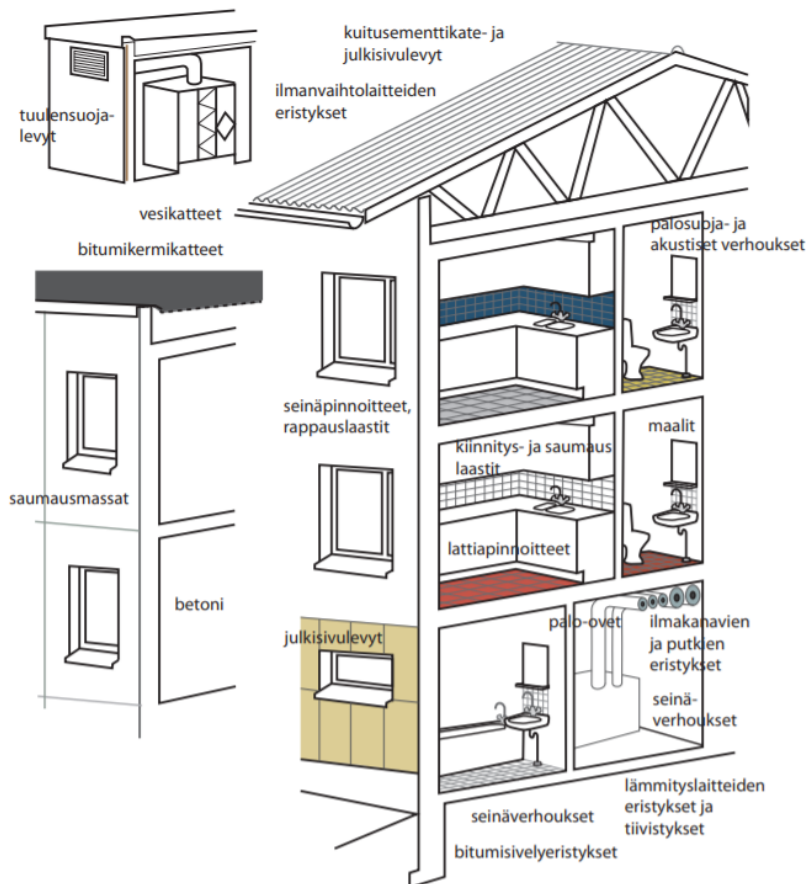 kuitusementtikate- ja
julkisivulevyt
ilmanvaihtolaitteiden
eristykset
tuulensuoja-
levyt
vesikatteet
bitumikermikatteet
palosuoja- ja
akustiset verhoukset
seinäpinnoitteet,
rappauslaastit
kiinnitys- ja saumaus
laastit
maalit
saumausmassat
lattiapinnoitteet
betoni
julkisivulevyt
palo-ovet
ilmakanavien
ja putkien
eristykset
seinä-
verhoukset
lämmityslaitteiden
eristykset ja
tiivistykset
seinäverhoukset
bitumisivelyeristykset